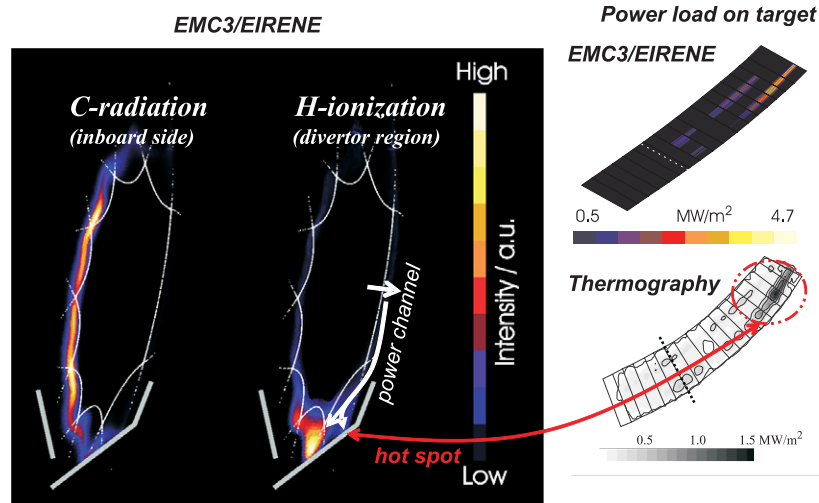 EMC3/EIRENE
C-radiation
(inboard side)
H-ionization
(divertor region)
High
Intensity / a.u.
Low
power channel
hot spot
Power load on target
EMC3/EIRENE
0.5 MW/m² 4.7
Thermography
0.5 1.0 1.5 MW/m²